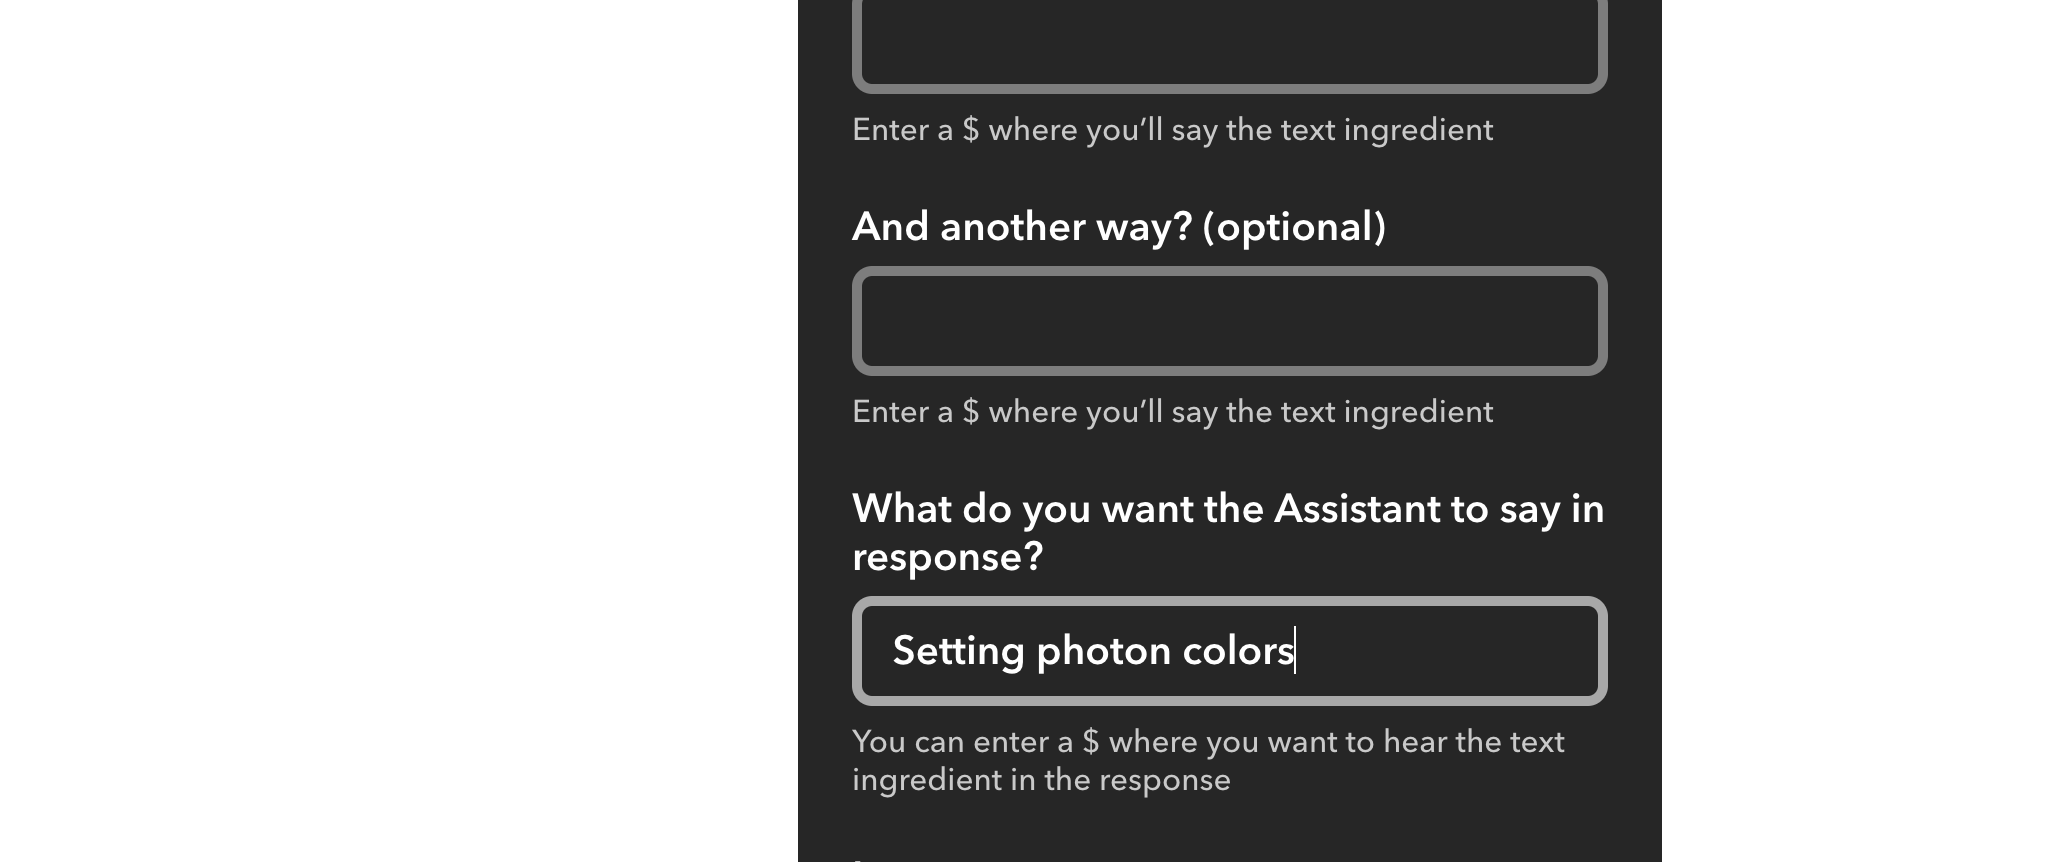 Enter a $ where you’ll say the text ingredient
And another way? (optional)
Enter a $ where you’ll say the text ingredient
What do you want the Assistant to say in
response?
Setting photon colors
You can enter a $ where you want to hear the text
ingredient in the response